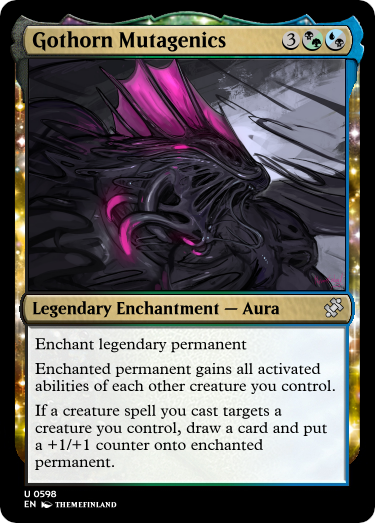 Gothorn Mutagenics 3
Legendary Enchantment — Aura
Enchant legendary permanent
Enchanted permanent gains all activated
abilities of each other creature you control.
If a creature spell you cast targets a
creature you control, draw a card and put
a +1/+1 counter onto enchanted
permanent.
U 0598
EN THEMEFINLAND